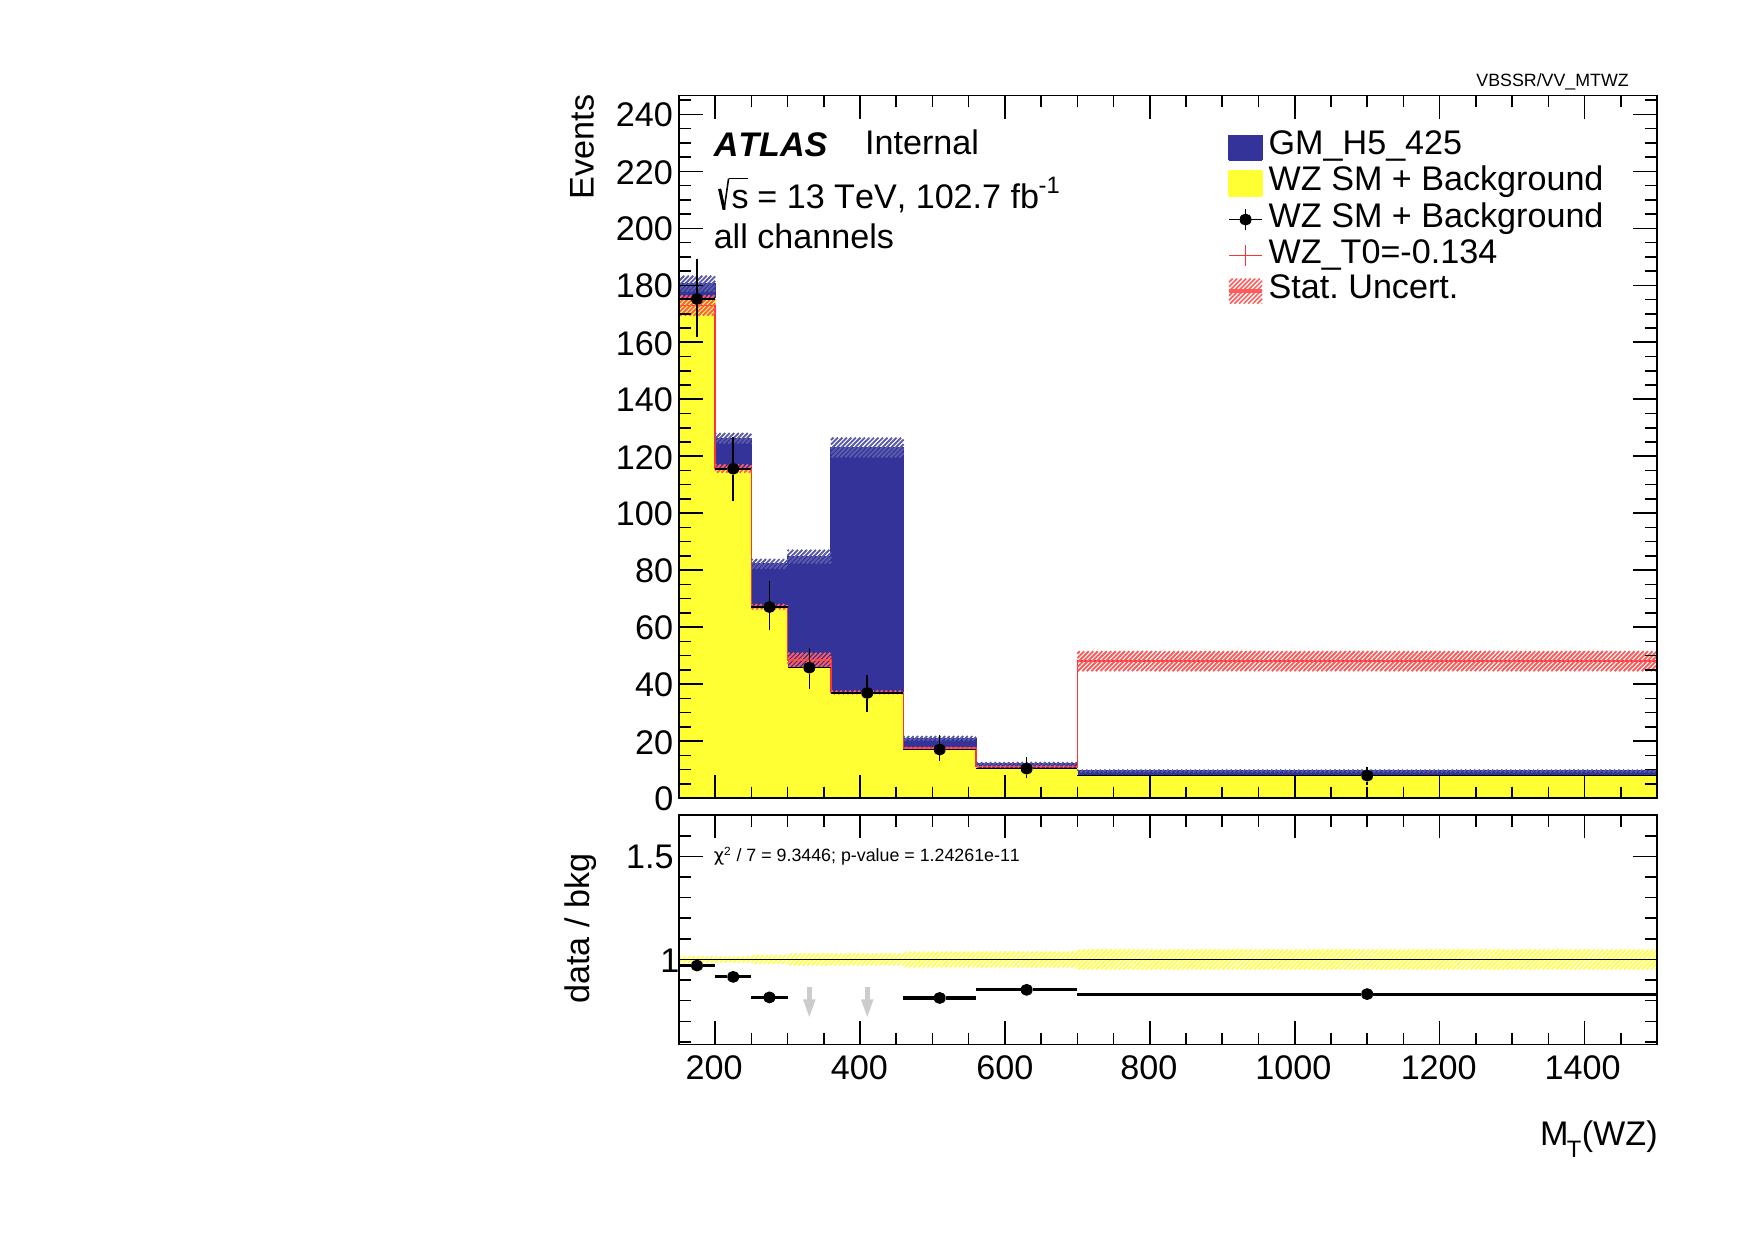 VBSSR/VV_MTWZ
Events
240
220
200
180
160
140
120
100
80
60
40
20
0
ATLAS Internal
√s = 13 TeV, 102.7 fb⁻¹
all channels
GM_H5_425
WZ SM + Background
WZ SM + Background
WZ_T0=-0.134
Stat. Uncert.
data / bkg
1.5
1
χ² / 7 = 9.3446; p-value = 1.24261e-11
200 400 600 800 1000 1200 1400
M_T(WZ)